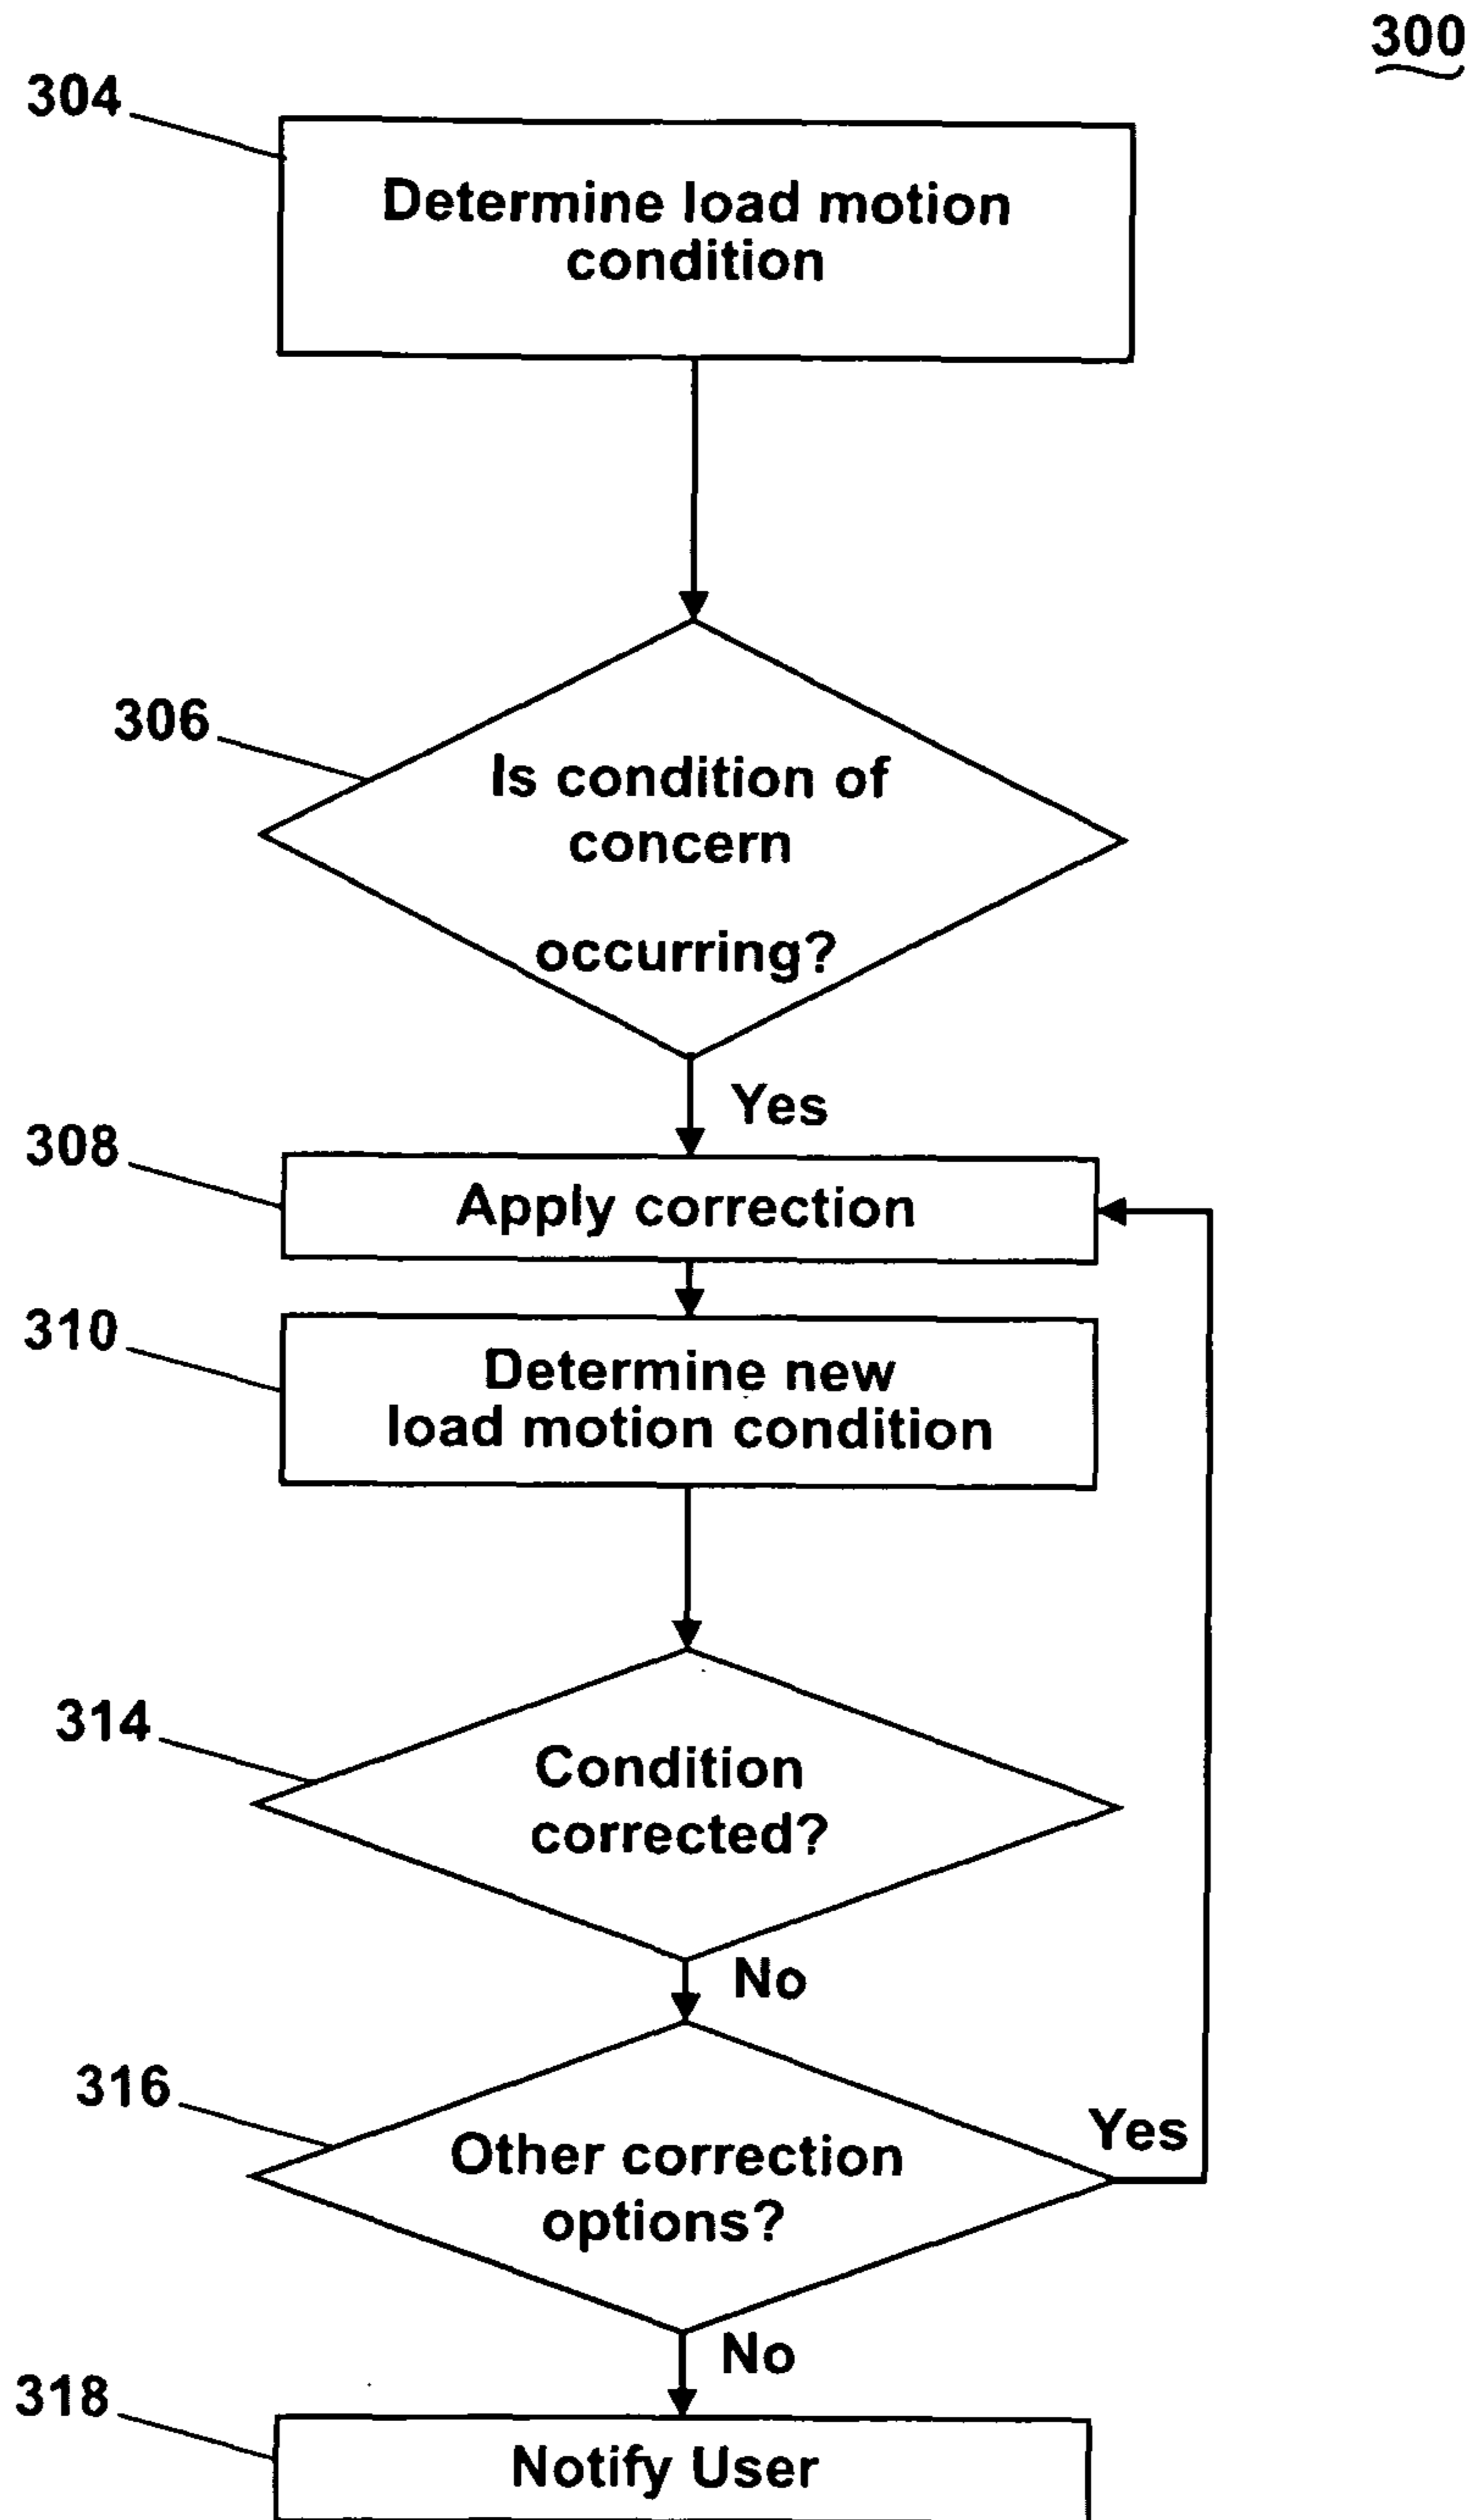 300
304
Determine load motion
condition
306
Is condition of
concern
occurring?
Yes
308
Apply correction
310
Determine new
load motion condition
314
Condition
corrected?
No
316
Other correction
options?
Yes
No
318
Notify User